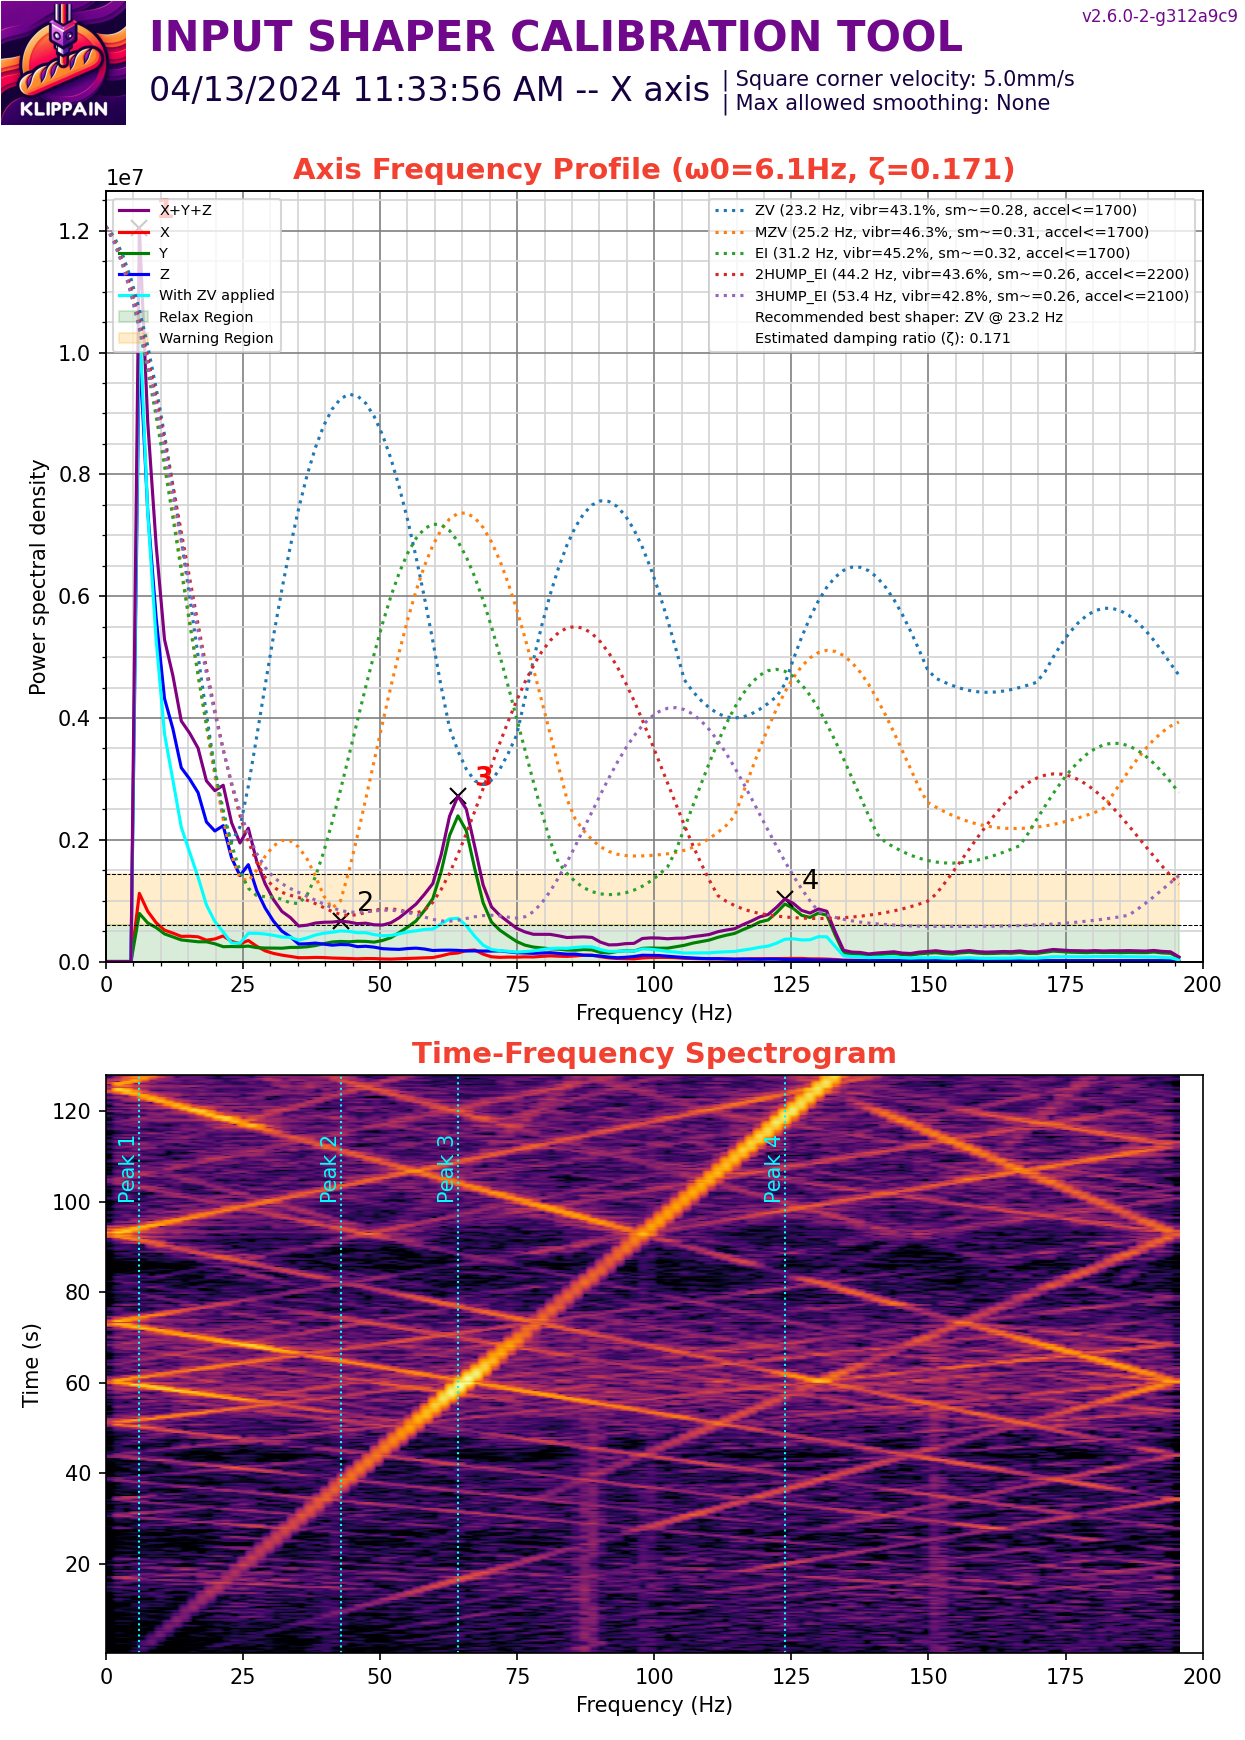 v2.6.0-2-g312a9c9
INPUT SHAPER CALIBRATION TOOL
04/13/2024 11:33:56 AM -- X axis
| Square corner velocity: 5.0mm/s
| Max allowed smoothing: None
KLIPPAIN
Axis Frequency Profile (ω0=6.1Hz, ζ=0.171)
1e7
X+Y+Z
X
Y
Z
With ZV applied
Relax Region
Warning Region
ZV (23.2 Hz, vibr=43.1%, sm~=0.28, accel<=1700)
MZV (25.2 Hz, vibr=46.3%, sm~=0.31, accel<=1700)
EI (31.2 Hz, vibr=45.2%, sm~=0.32, accel<=1700)
2HUMP_EI (44.2 Hz, vibr=43.6%, sm~=0.26, accel<=2200)
3HUMP_EI (53.4 Hz, vibr=42.8%, sm~=0.26, accel<=2100)
Recommended best shaper: ZV @ 23.2 Hz
Estimated damping ratio (ζ): 0.171
1.2
1.0
0.8
0.6
0.4
0.2
0.0
Power spectral density
2
3
4
0 25 50 75 100 125 150 175 200
Frequency (Hz)
Time-Frequency Spectrogram
120
100
80
60
40
20
Time (s)
Peak 1
Peak 2
Peak 3
Peak 4
0 25 50 75 100 125 150 175 200
Frequency (Hz)